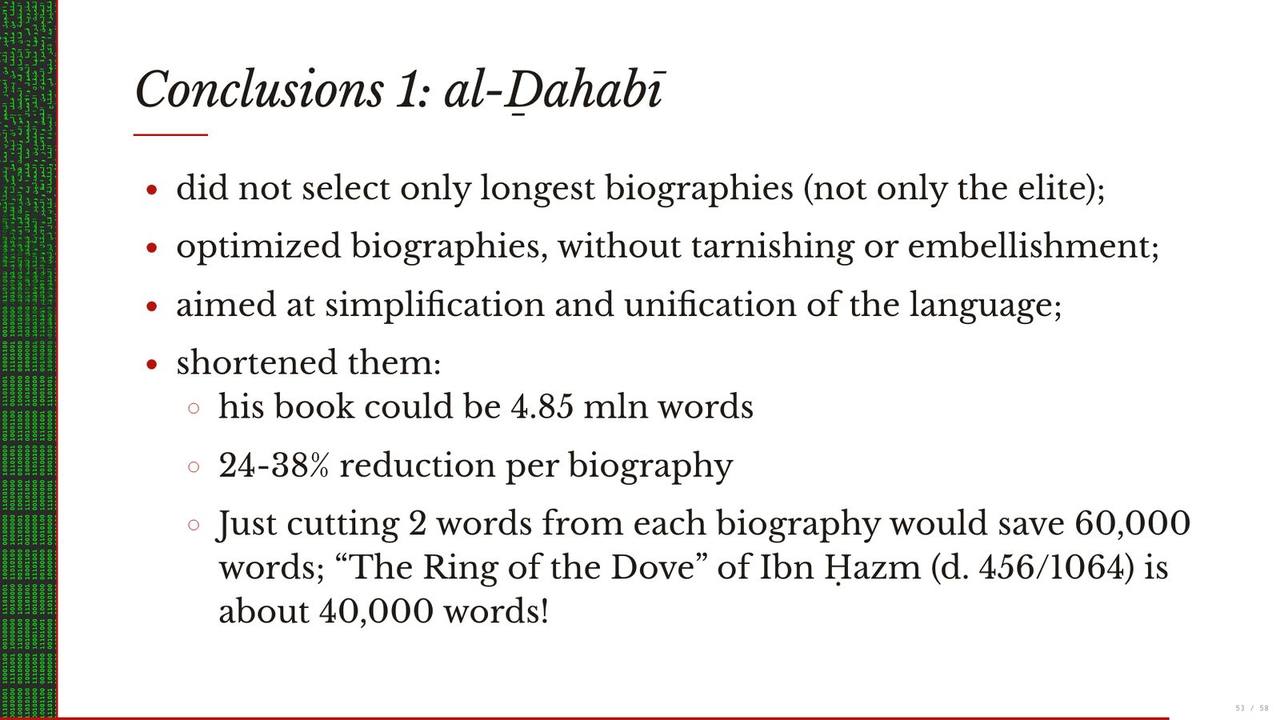 Conclusions 1: al-Ḏahabī
• did not select only longest biographies (not only the elite);
• optimized biographies, without tarnishing or embellishment;
• aimed at simplification and unification of the language;
• shortened them:
○ his book could be 4.85 mln words
○ 24-38% reduction per biography
○ Just cutting 2 words from each biography would save 60,000
words; “The Ring of the Dove” of Ibn Ḥazm (d. 456/1064) is
about 40,000 words!